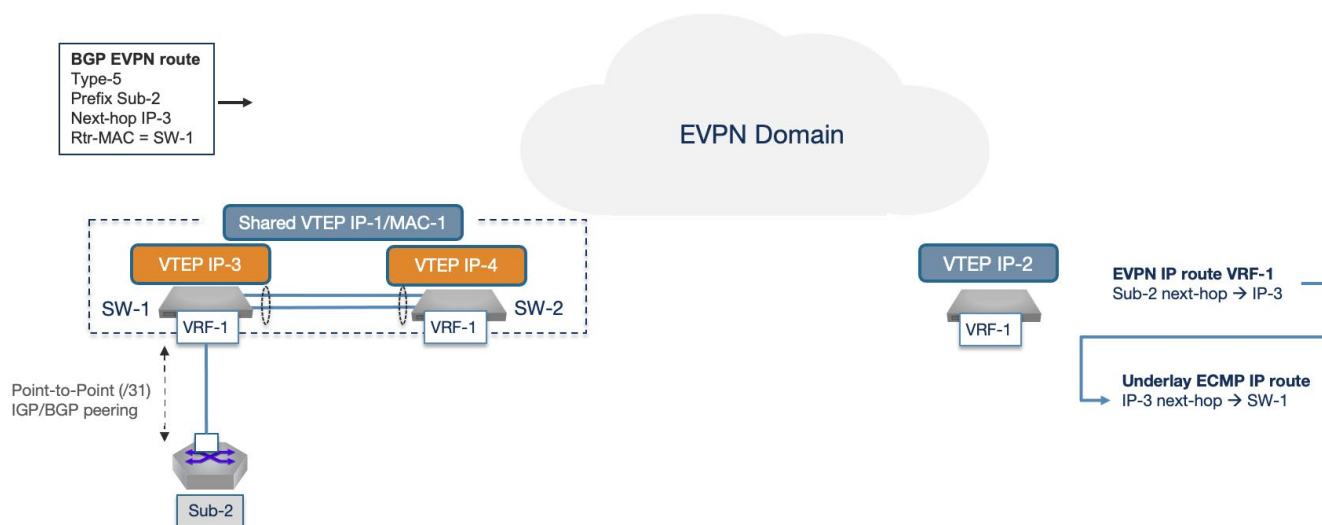 BGP EVPN route
Type-5
Prefix Sub-2
Next-hop IP-3
Rtr-MAC = SW-1
EVPN Domain
Shared VTEP IP-1/MAC-1
VTEP IP-3
VTEP IP-4
SW-1
SW-2
VRF-1
VRF-1
Point-to-Point (/31)
IGP/BGP peering
Sub-2
VTEP IP-2
VRF-1
EVPN IP route VRF-1
Sub-2 next-hop → IP-3
Underlay ECMP IP route
IP-3 next-hop → SW-1